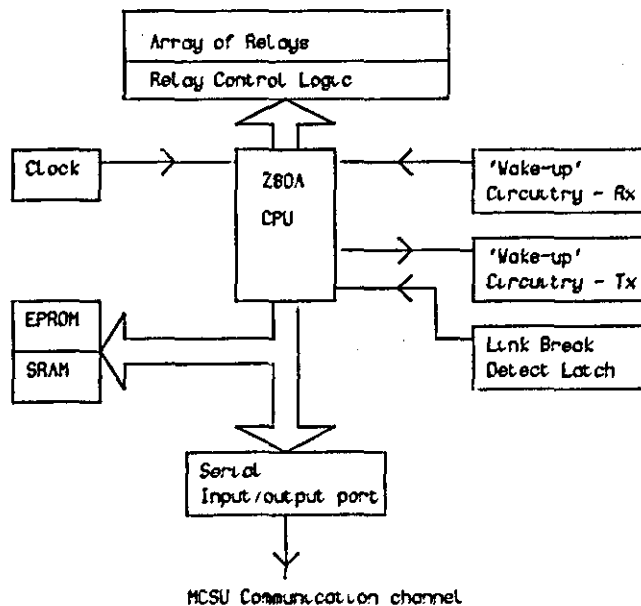 Array of Relays
Relay Control Logic
Clock
Z80A
CPU
'Wake-up'
Circuitry - Rx
'Wake-up'
Circuitry - Tx
EPROM
SRAM
Link Break
Detect Latch
Serial
Input/output port
MCSU Communication channel